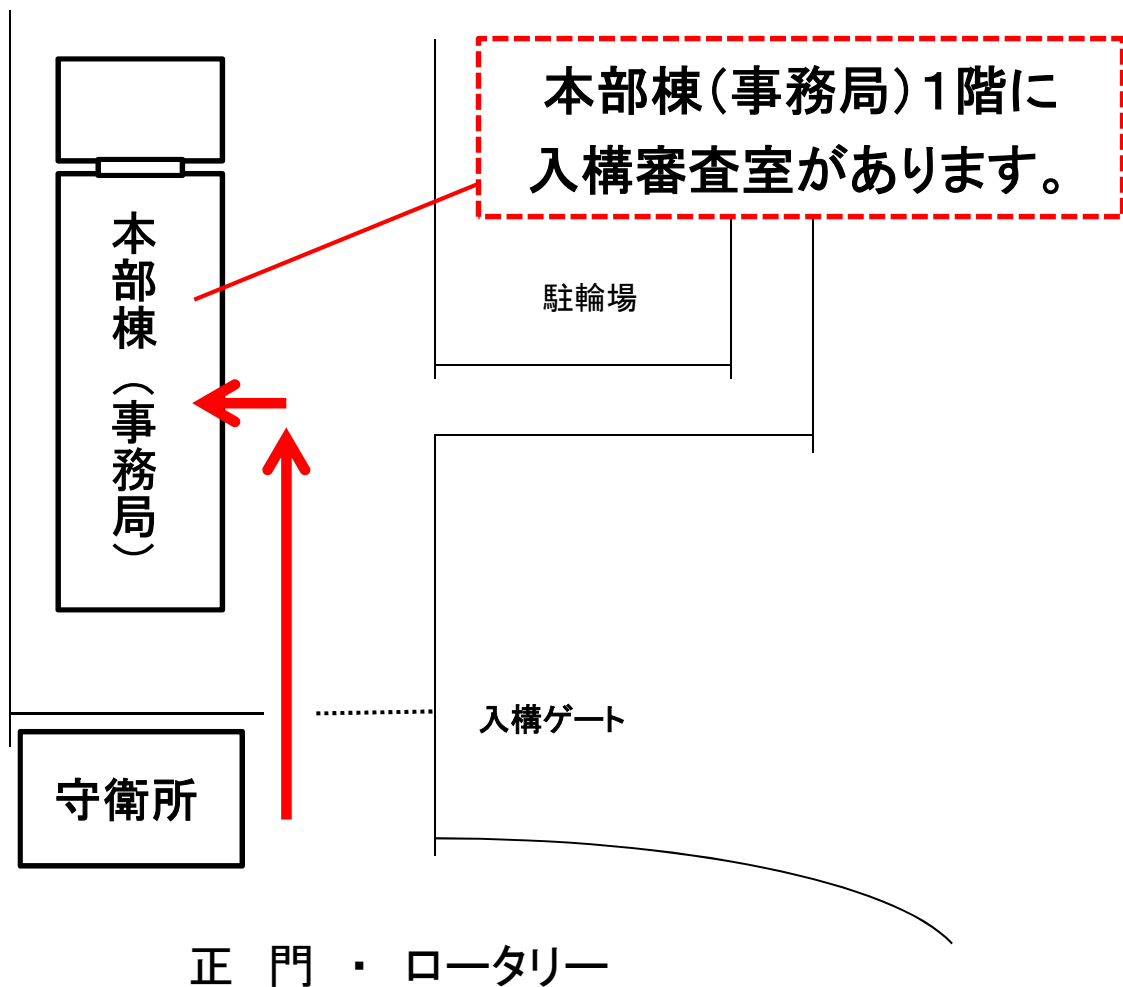 本部棟（事務局）１階に
入構審査室があります。
本部棟（事務局）
駐輪場
入構ゲート
守衛所
正　門　・　ロータリー